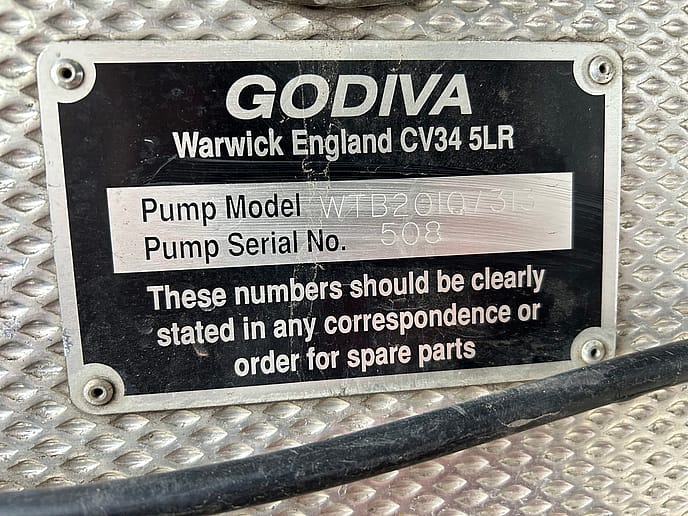 GODIVA
Warwick England CV34 5LR
Pump Model
Pump Serial No. 508
These numbers should be clearly
stated in any correspondence or
order for spare parts